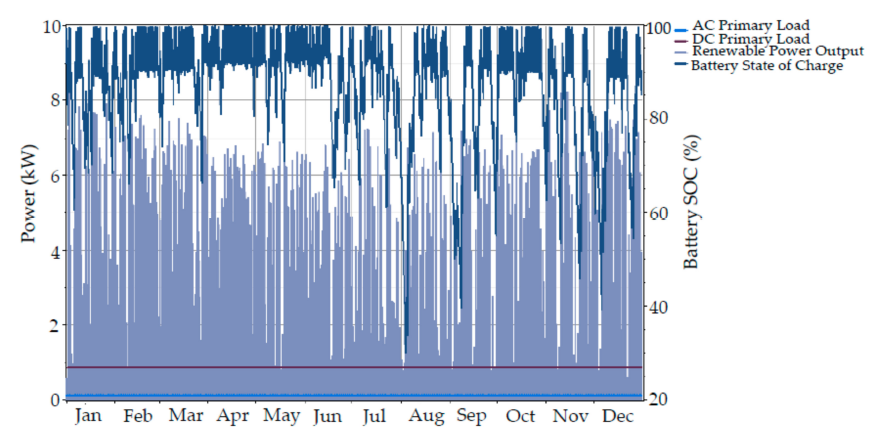 10
8
6
4
2
0
Power (kW)
Jan Feb Mar Apr May Jun Jul Aug Sep Oct Nov Dec
100
80
60
40
20
Battery SOC (%)
AC Primary Load
DC Primary Load
Renewable Power Output
Battery State of Charge